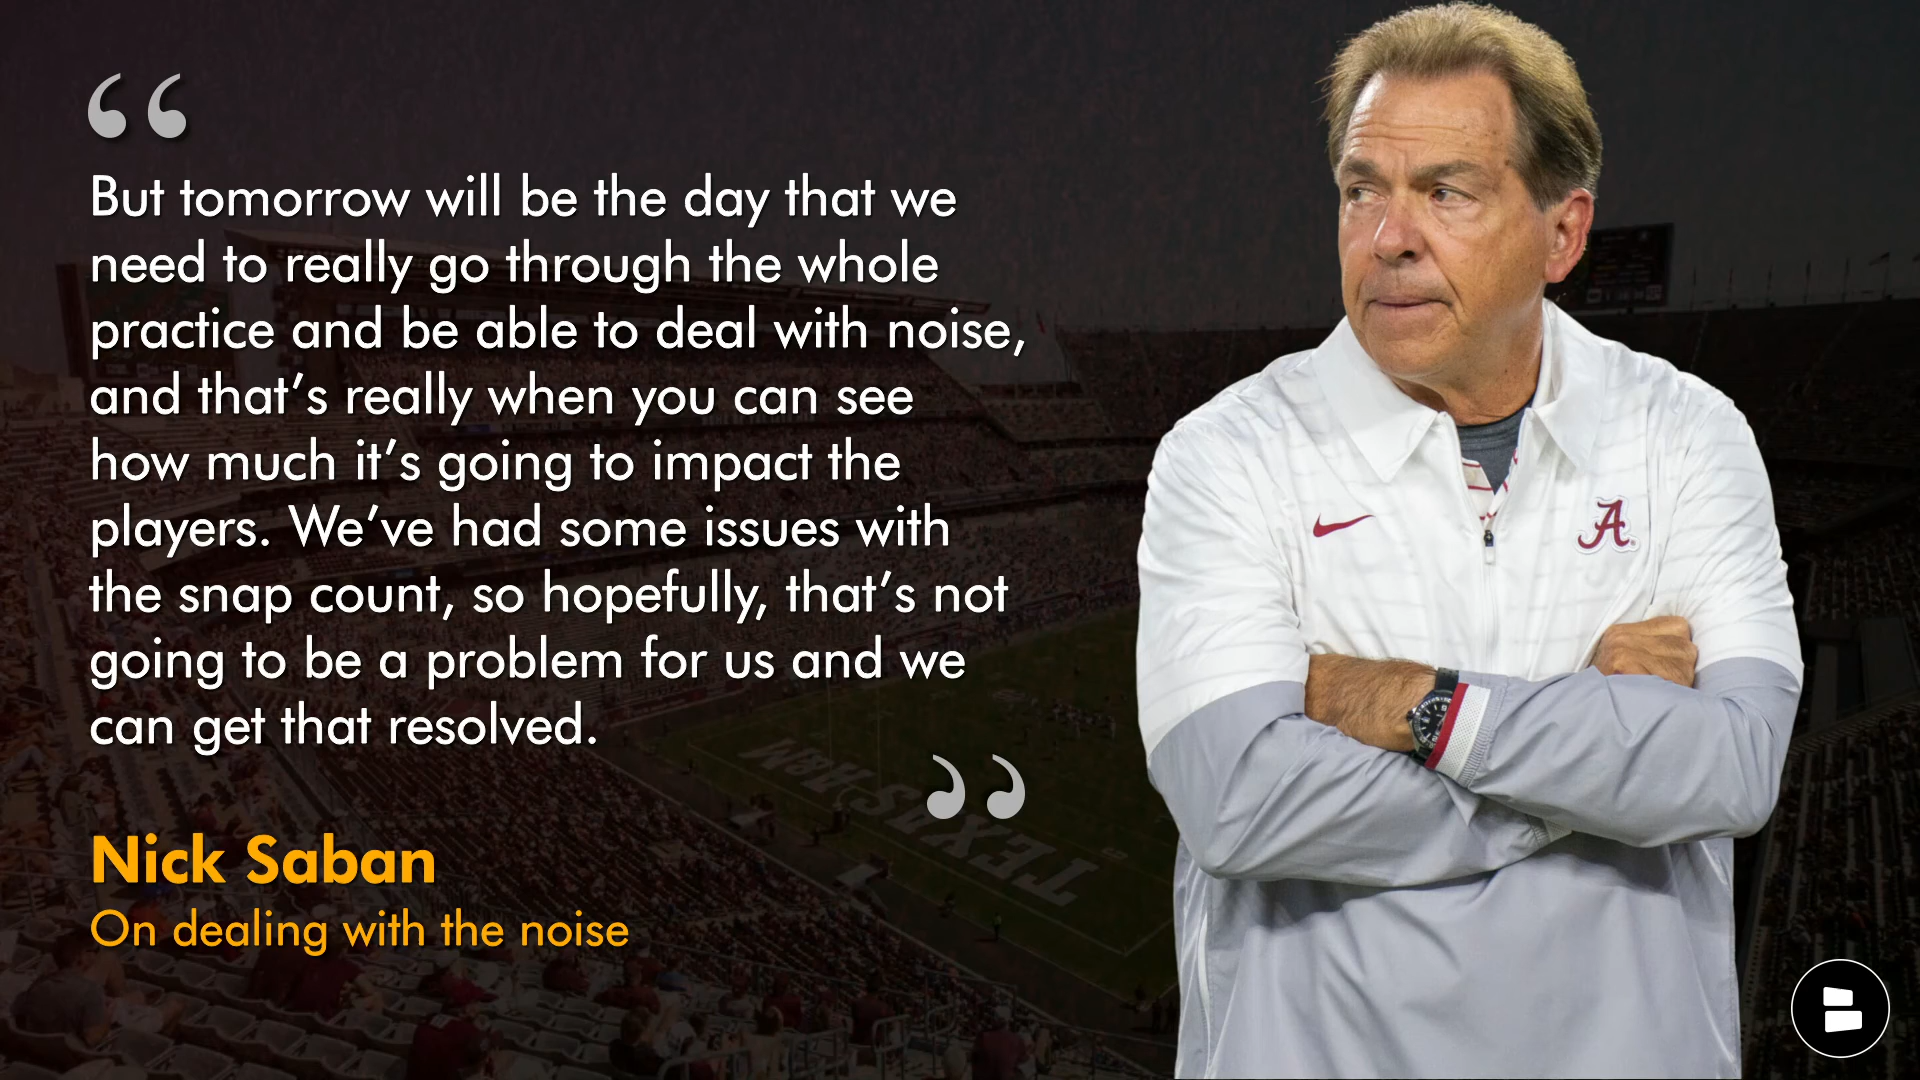 “
But tomorrow will be the day that we
need to really go through the whole
practice and be able to deal with noise,
and that’s really when you can see
how much it’s going to impact the
players. We’ve had some issues with
the snap count, so hopefully, that’s not
going to be a problem for us and we
can get that resolved.
”
Nick Saban
On dealing with the noise
A
TEXAS A&M